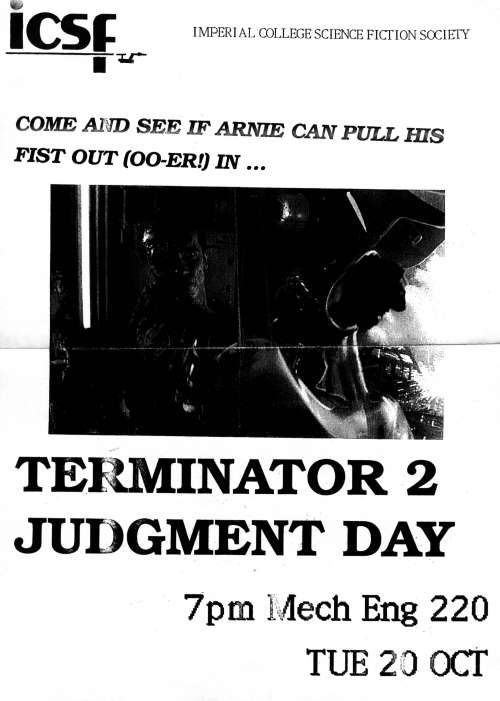 icsf
IMPERIAL COLLEGE SCIENCE FICTION SOCIETY
COME AND SEE IF ARNIE CAN PULL HIS
FIST OUT (OO-ER!) IN ...
TERMINATOR 2
JUDGMENT DAY
7pm Mech Eng 220
TUE 20 OCT